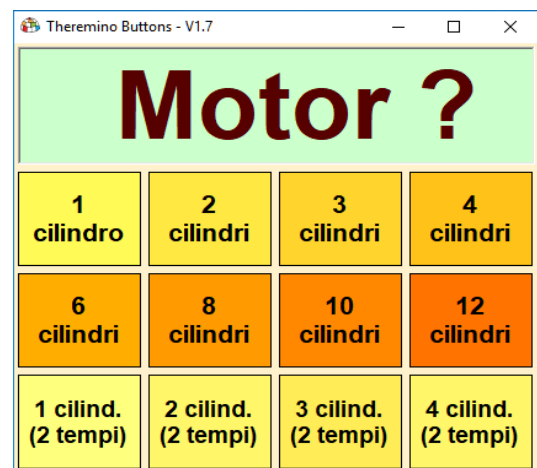 Theremino Buttons - V1.7
Motor ?
1
cilindro
2
cilindri
3
cilindri
4
cilindri
6
cilindri
8
cilindri
10
cilindri
12
cilindri
1 cilind.
(2 tempi)
2 cilind.
(2 tempi)
3 cilind.
(2 tempi)
4 cilind.
(2 tempi)